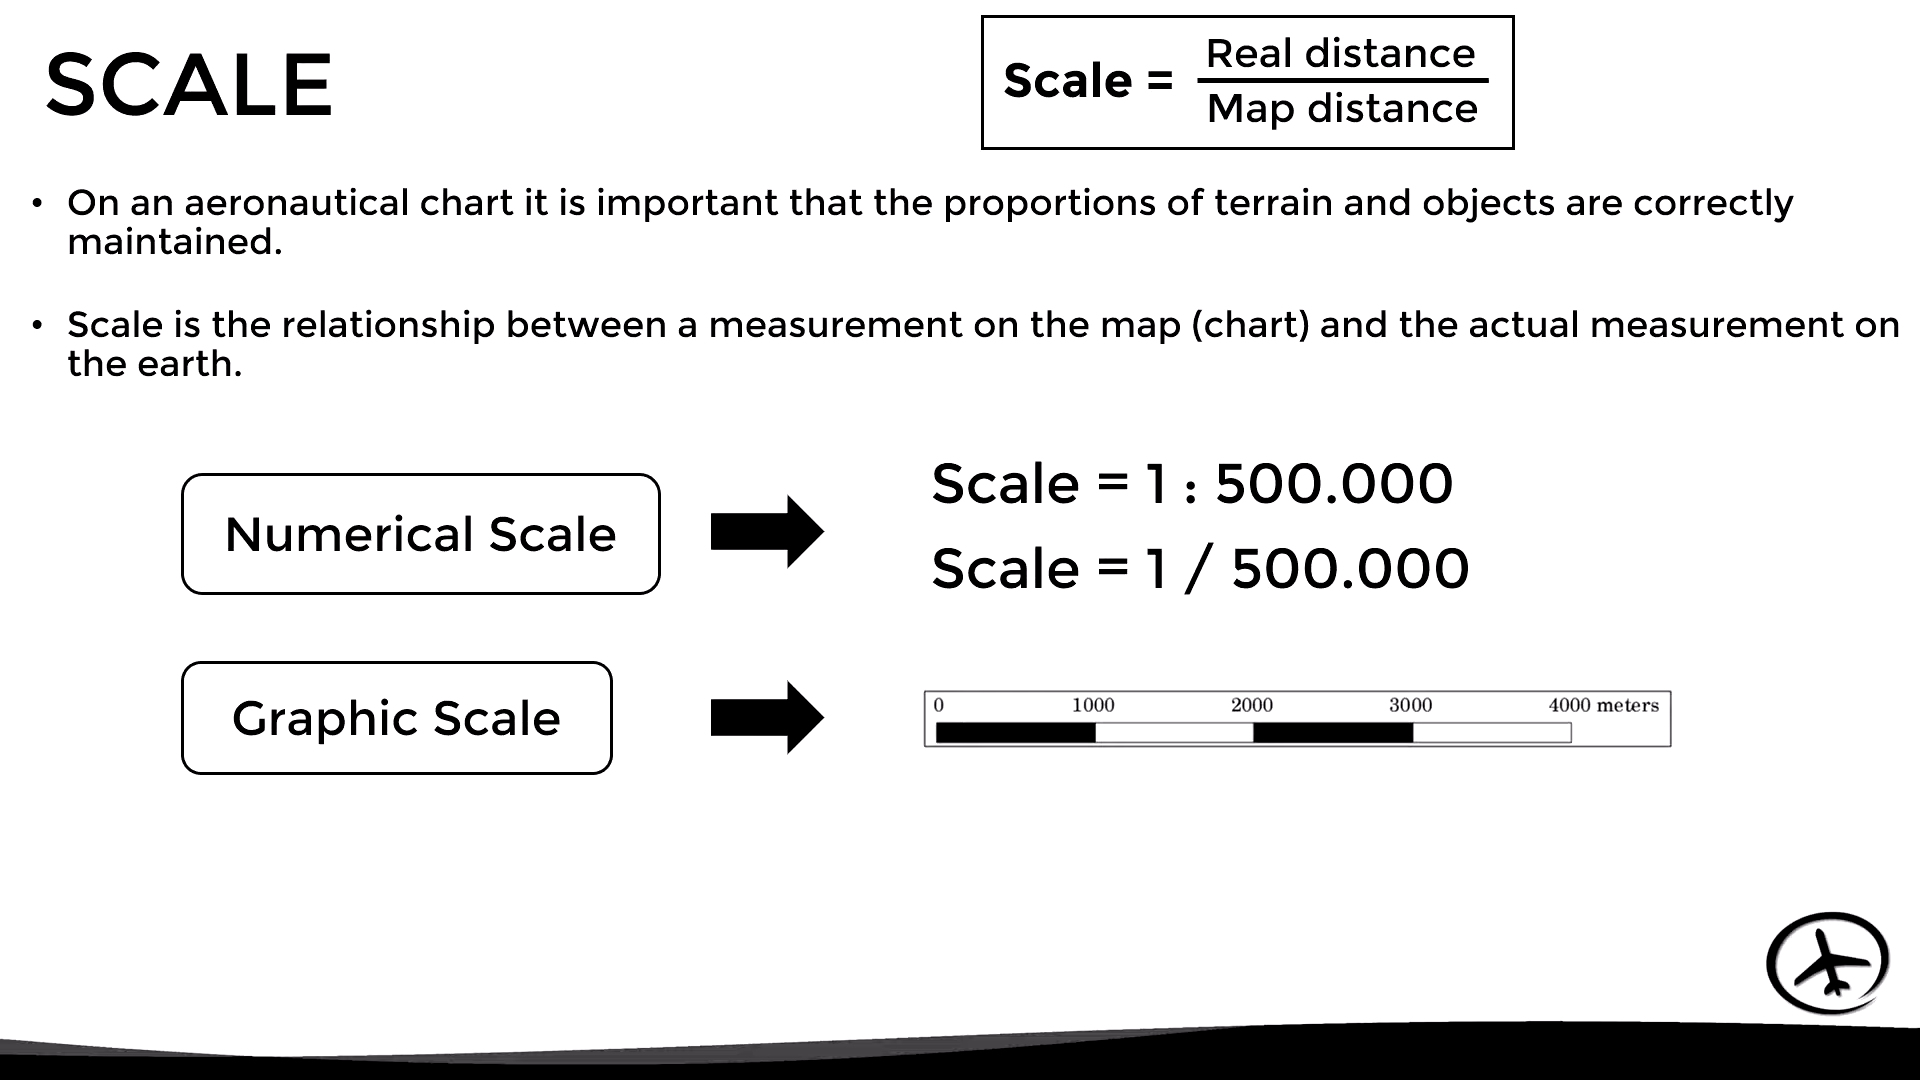 SCALE
Scale = Real distance
Map distance
• On an aeronautical chart it is important that the proportions of terrain and objects are correctly
maintained.
• Scale is the relationship between a measurement on the map (chart) and the actual measurement on
the earth.
Numerical Scale
Scale = 1 : 500.000
Scale = 1 / 500.000
Graphic Scale
0 1000 2000 3000 4000 meters